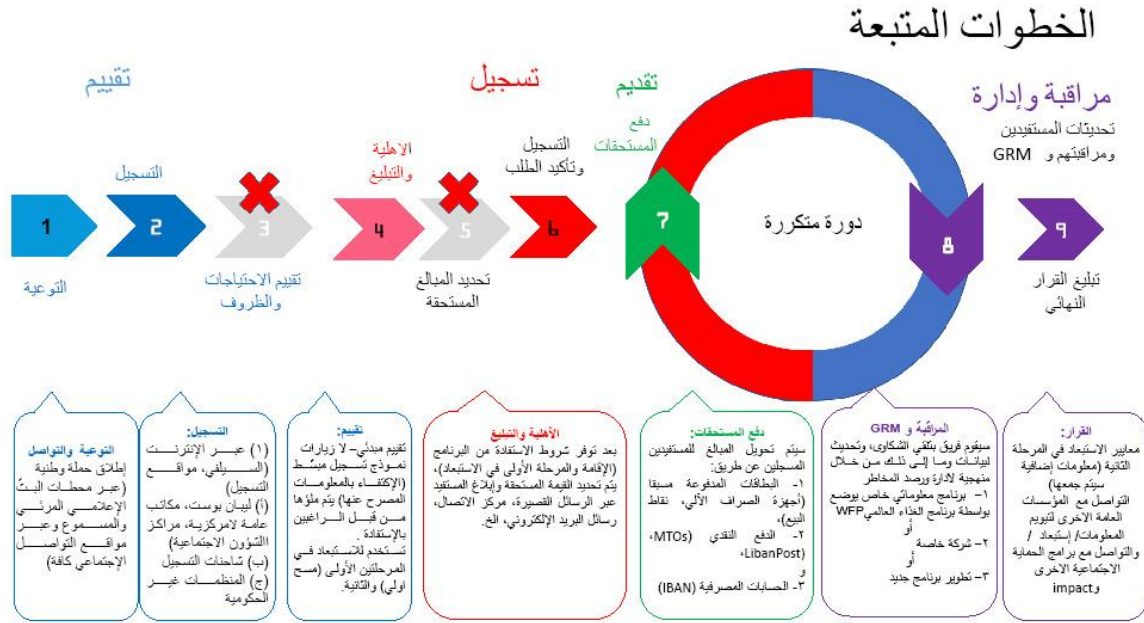 الخطوات المتبعة
تقييم
تسجيل
تقديم
مراقبة وإدارة
دفع
المستحقات
تحديثات المستفيدين
ومراقبتهم و GRM
التسجيل
الاهلية
والتبليغ
التسجيل
وتأكيد الطلب
1
2
3
4
5
6
7
دورة متكررة
8
9
التوعية
تقييم الاحتياجات
والظروف
تحديد المبالغ
المستحقة
تبليغ القرار
النهائي
التوعية والتواصل
إطلاق حملة وطنية
(عبر محطات البث
الإعلامي المرئي
والمسموع وعبر
مواقع التواصل
الإجتماعي كافة)
التسجيل:
(١) عبر الإنترنت
(السيلفي، مواقع
التسجيل)
(أ) ليبان بوست، مكاتب
عامة لامركزية، مراكز
الشؤون الاجتماعية)
(ب) شاحنات التسجيل
(ج) المنظمات غير
الحكومية
تقييم:
تقييم مبدئي- لا زيارات
نموذج تسجيل مبسّط
(الإكتفاء بالمعلومات
المصرح عنها) يتم ملؤها
من قبل الراغبين
بالإستفادة .
تستخدم للاستبعاد في
المرحلتين الأولى (مسح
اولي) والثانية.
الأهلية والتبليغ
بعد توفر شروط الاستفادة من البرنامج
(الإقامة والمرحلة الأولى في الاستبعاد)،
يتم تحديد القيمة المستحقة وإبلاغ المستفيد
عبر الرسائل القصيرة، مركز الاتصال،
رسائل البريد الإلكتروني، الخ.
دفع المستحقات:
سيتم تحويل المبالغ للمستفيدين
المسجلين عن طريق:
١- البطاقات المدفوعة مسبقا
(أجهزة الصراف الآلي، نقاط
البيع)،
٢- الدفع النقدي (MTOs،
LibanPost)،
و
٣- الحسابات المصرفية (IBAN)
المراقبة و GRM
سيقوم فريق بتلقي الشكاوى، وتحديث
لبيانات وما إلى ذلك من خلال
منهجية لادارة ورصد المخاطر
١- برنامج معلوماتي خاص يوضع
بواسطة برنامج الغذاء العالمي WFP
أو
٢- شركة خاصة
أو
٣- تطوير برنامج جديد
القرار:
معايير الاستبعاد في المرحلة
الثانية (معلومات إضافية
سيتم جمعها)
التواصل مع المؤسسات
العامة الاخرى لتيويم
المعلومات/ إستبعاد /
والتواصل مع برامج الحماية
الاجتماعية الاخرى
وimpact